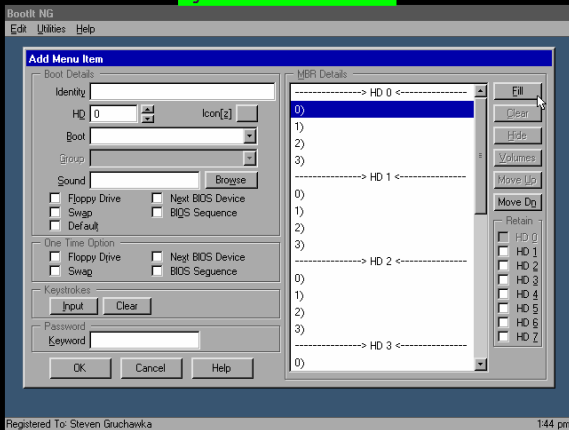 BootIt NG
Edit Utilities Help
Add Menu Item
Boot Details
Identity
HD 0 Icon[z]
Boot
Group
Sound Browse
Floppy Drive Next BIOS Device
Swap BIOS Sequence
Default
One Time Option
Floppy Drive Next BIOS Device
Swap BIOS Sequence
Keystrokes
Input Clear
Password
Keyword
OK Cancel Help
MBR Details
---------------> HD 0 <---------------
0)
1)
2)
3)
---------------> HD 1 <---------------
0)
1)
2)
3)
---------------> HD 2 <---------------
0)
1)
2)
3)
---------------> HD 3 <---------------
0)
Fill
Clear
Hide
Volumes
Move Up
Move Dn
Retain
HD 0
HD 1
HD 2
HD 3
HD 4
HD 5
HD 6
HD 7
Registered To: Steven Gruchawka 1:44 pm